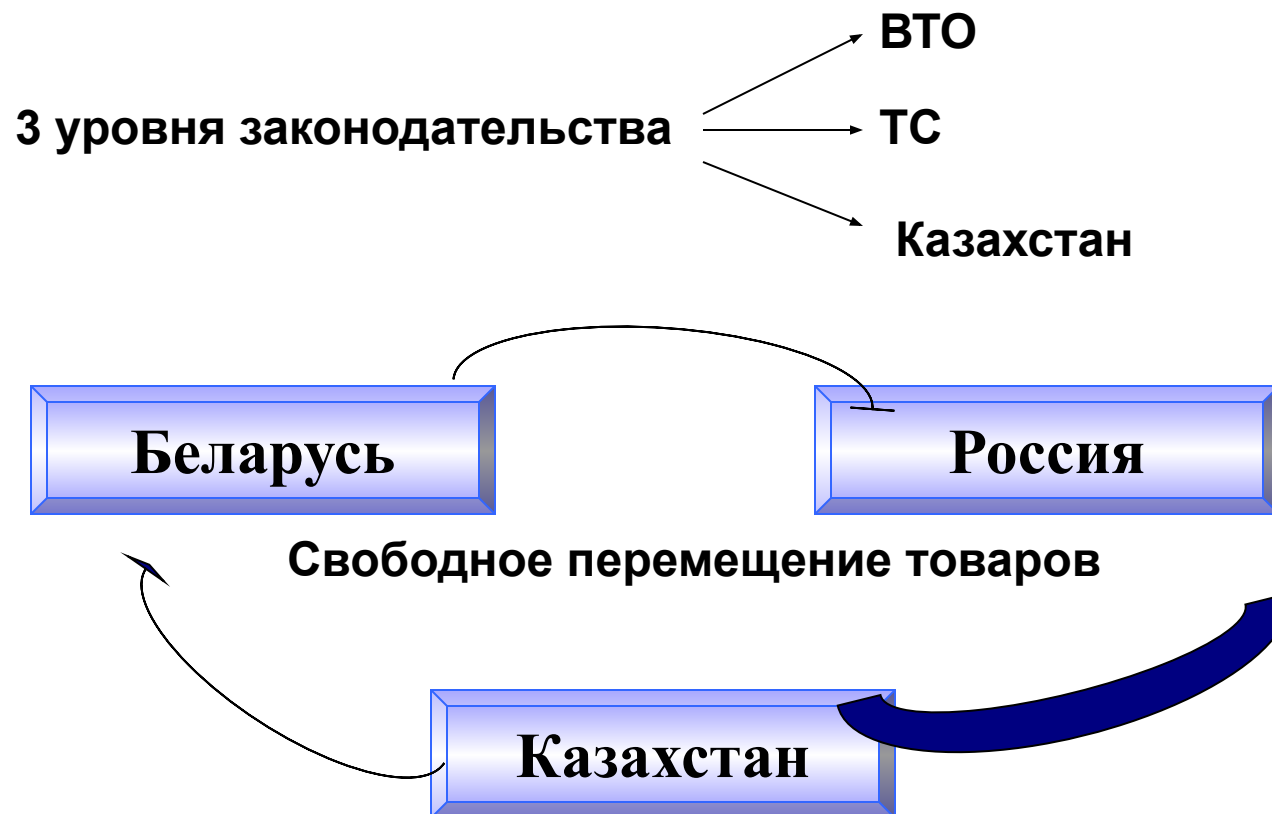 ВТО
3 уровня законодательства
ТС
Казахстан
Беларусь
Россия
Свободное перемещение товаров
Казахстан